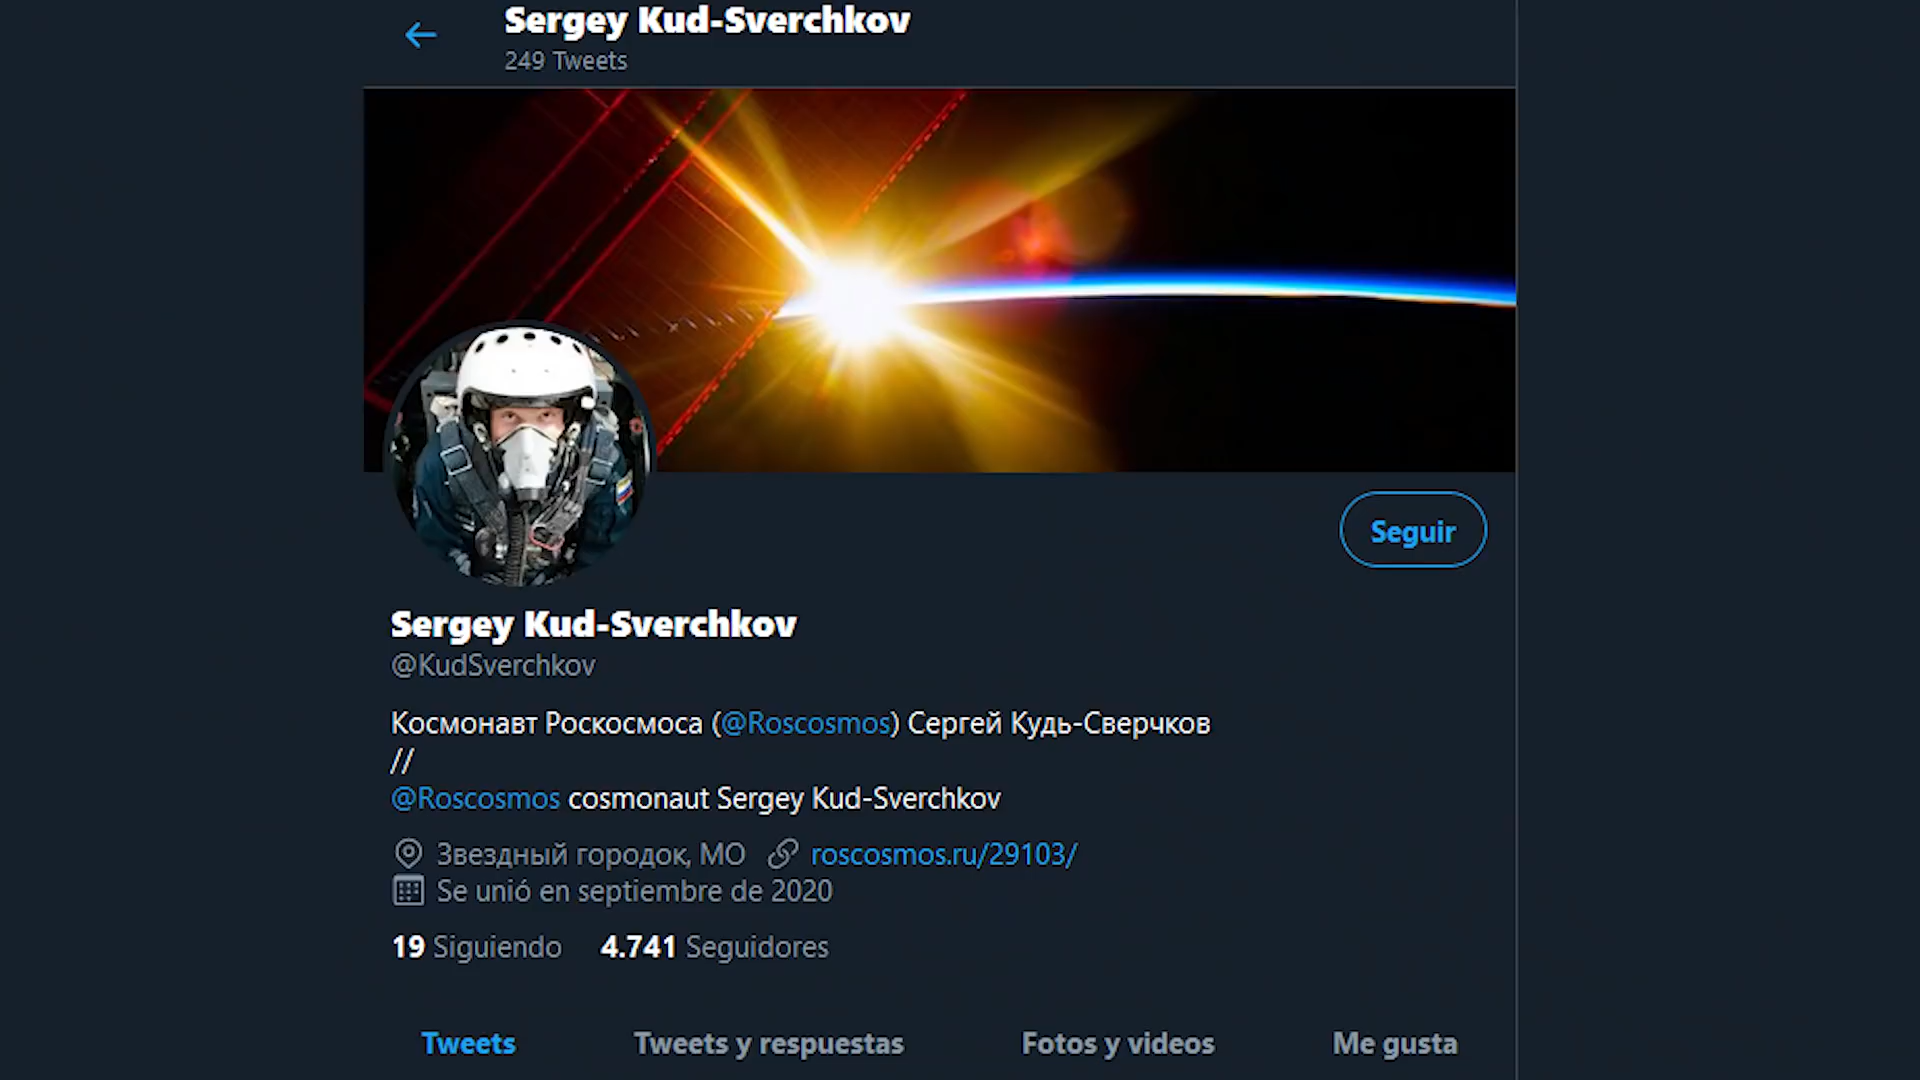 Sergey Kud-Sverchkov
249 Tweets
Seguir
Sergey Kud-Sverchkov
@KudSverchkov
Космонавт Роскосмоса (@Roscosmos) Сергей Кудь-Сверчков
//
@Roscosmos cosmonaut Sergey Kud-Sverchkov
Звездный городок, МО roscosmos.ru/29103/
Se unió en septiembre de 2020
19 Siguiendo 4.741 Seguidores
Tweets Tweets y respuestas Fotos y videos Me gusta